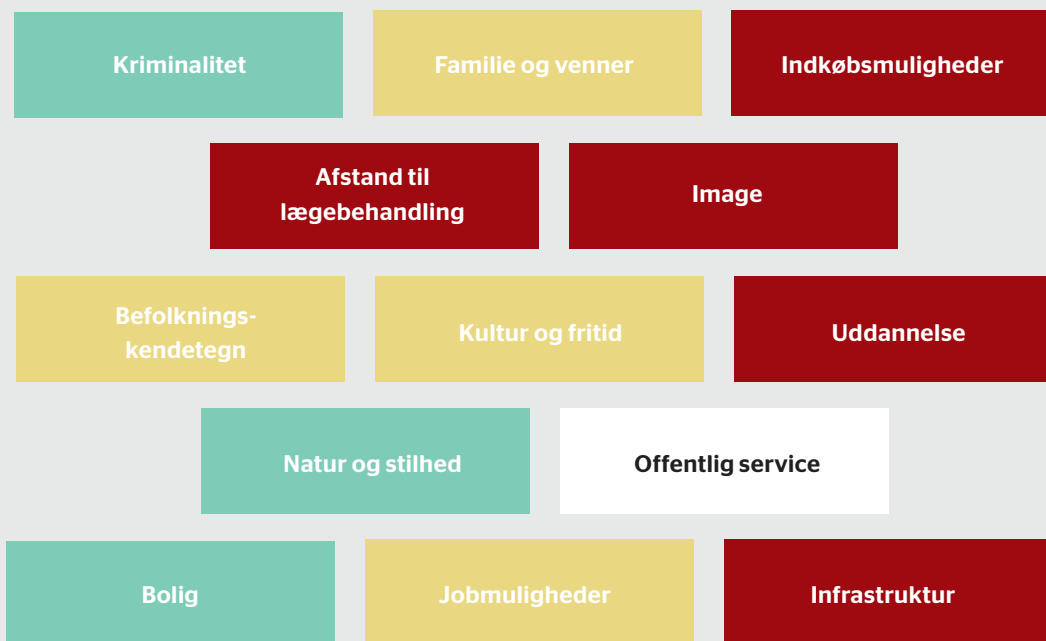 Kriminalitet
Familie og venner
Indkøbsmuligheder
Afstand til
lægebehandling
Image
Befolknings-
kendetegn
Kultur og fritid
Uddannelse
Natur og stilhed
Offentlig service
Bolig
Jobmuligheder
Infrastruktur